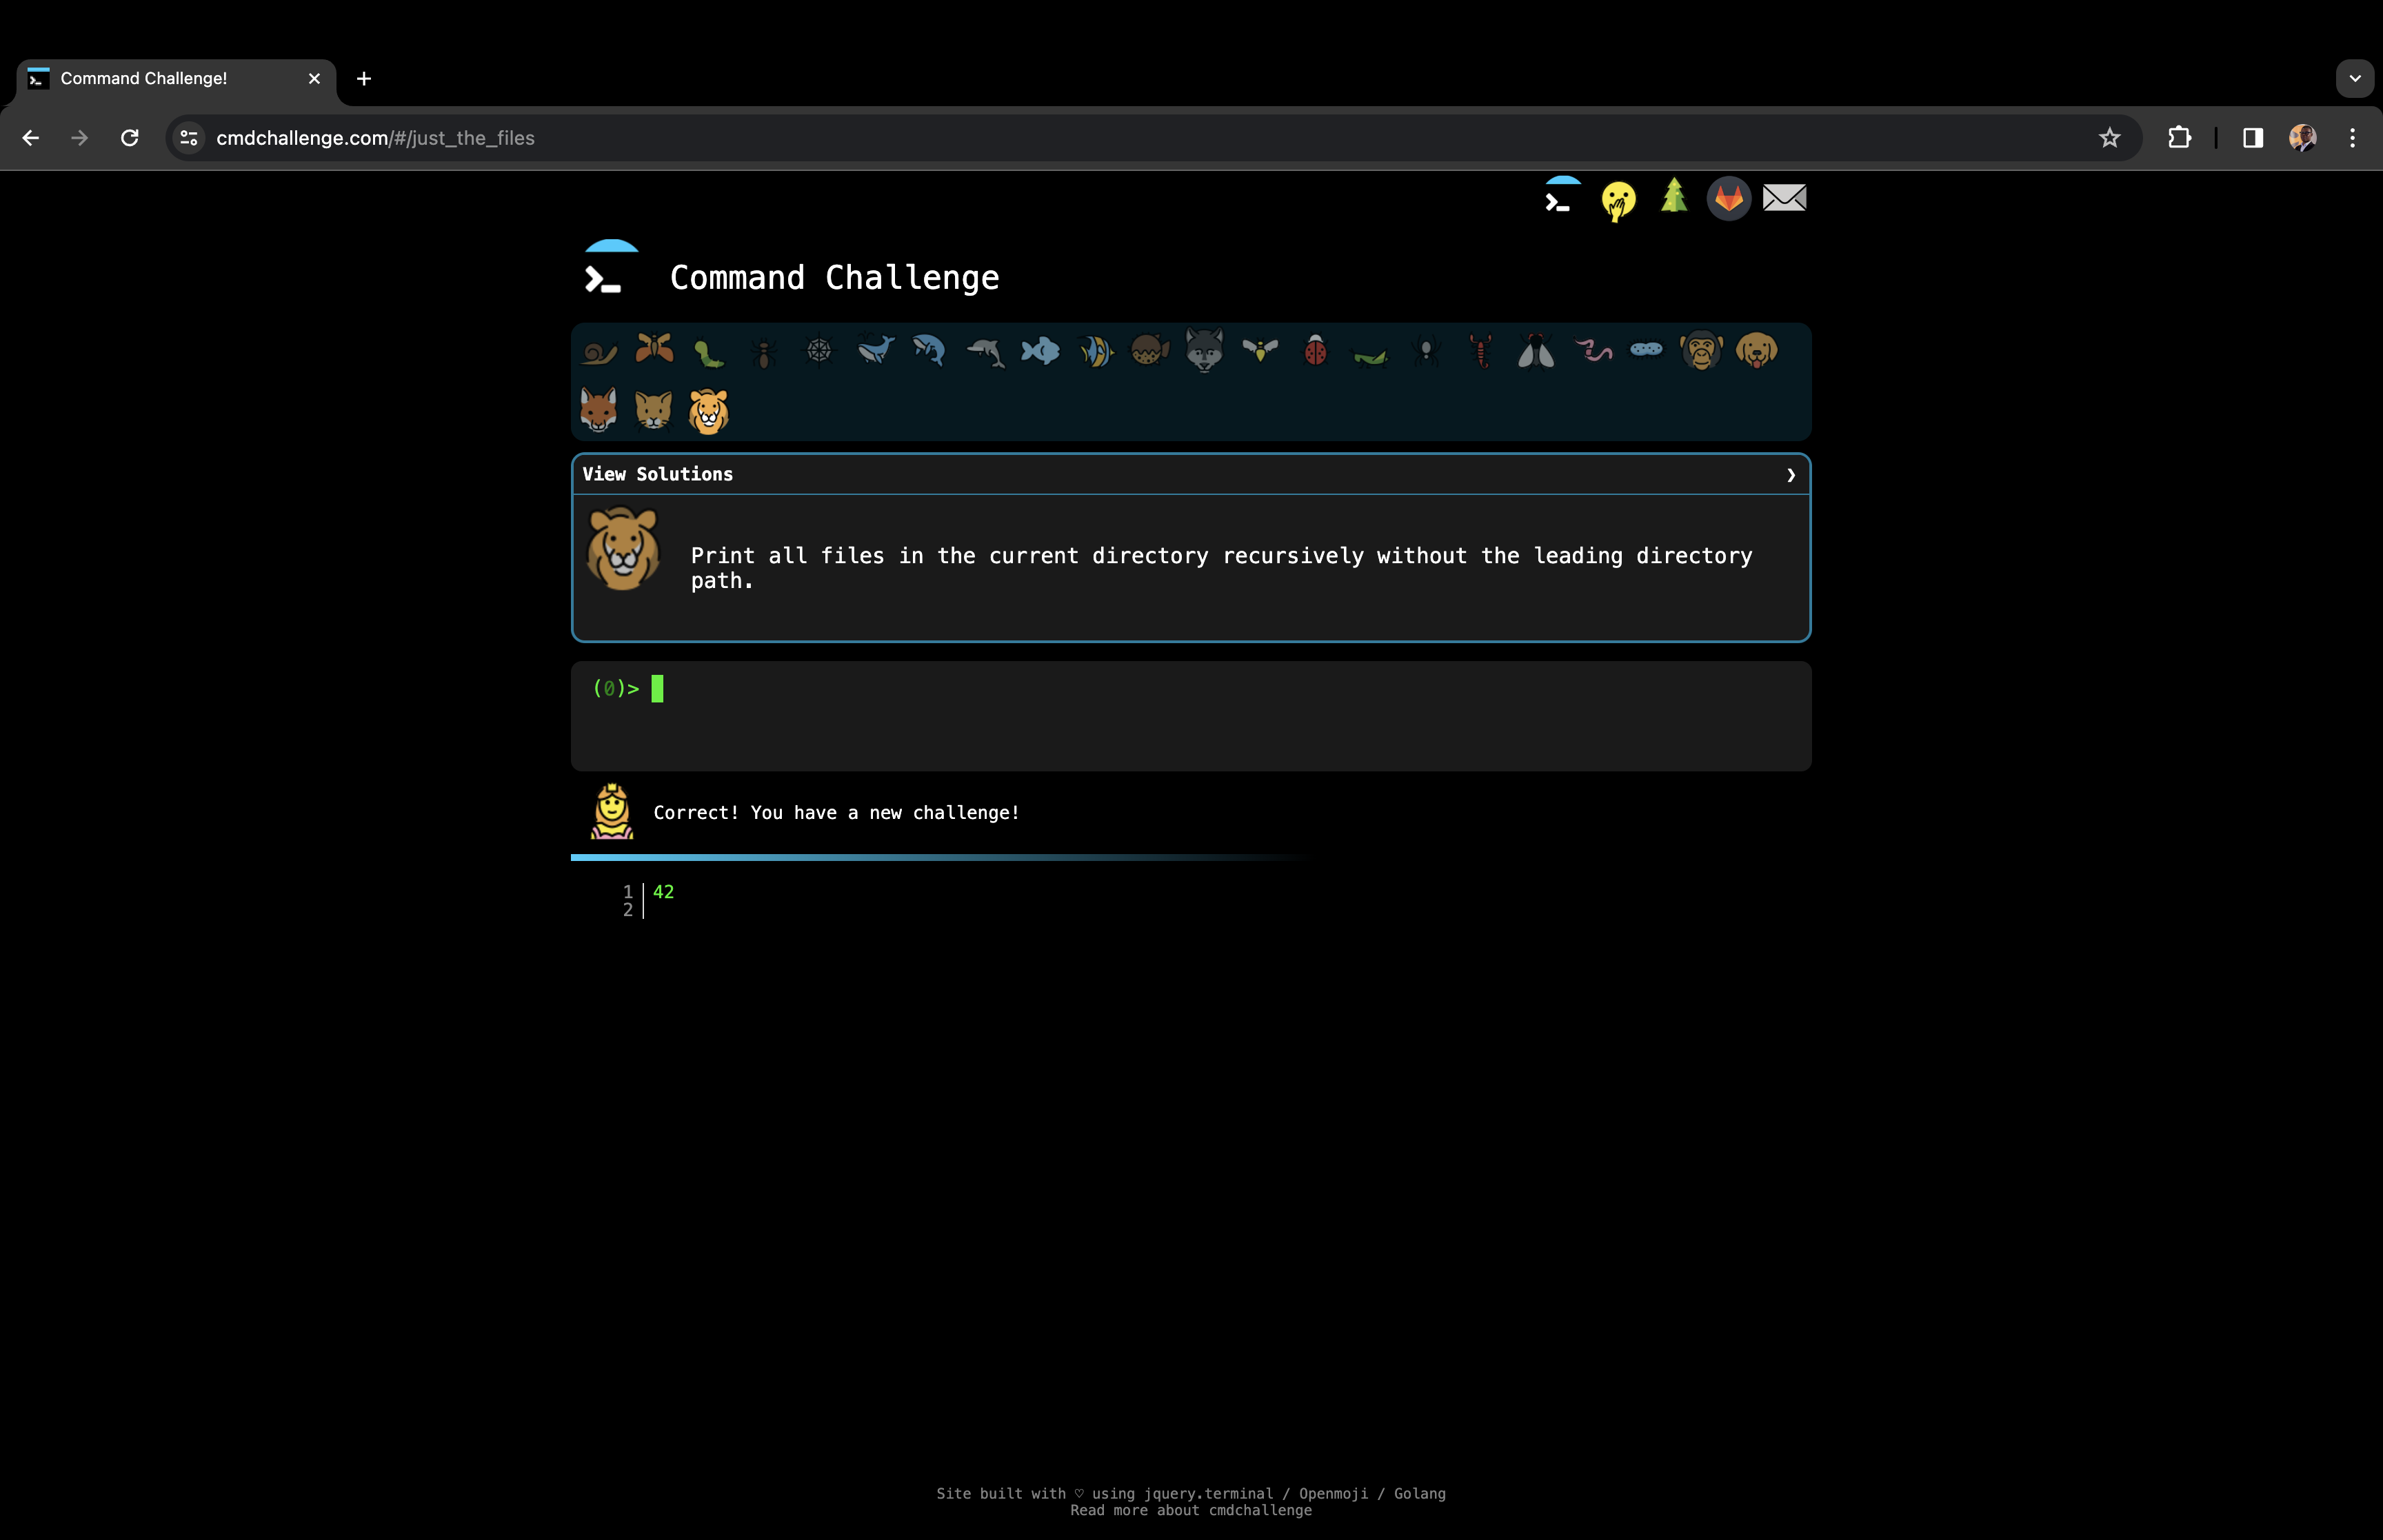 Command Challenge!
cmdchallenge.com/#/just_the_files
Command Challenge
View Solutions
Print all files in the current directory recursively without the leading directory
path.
(0)>
Correct! You have a new challenge!
1 42
2
Site built with ♡ using jquery.terminal / Openmoji / Golang
Read more about cmdchallenge